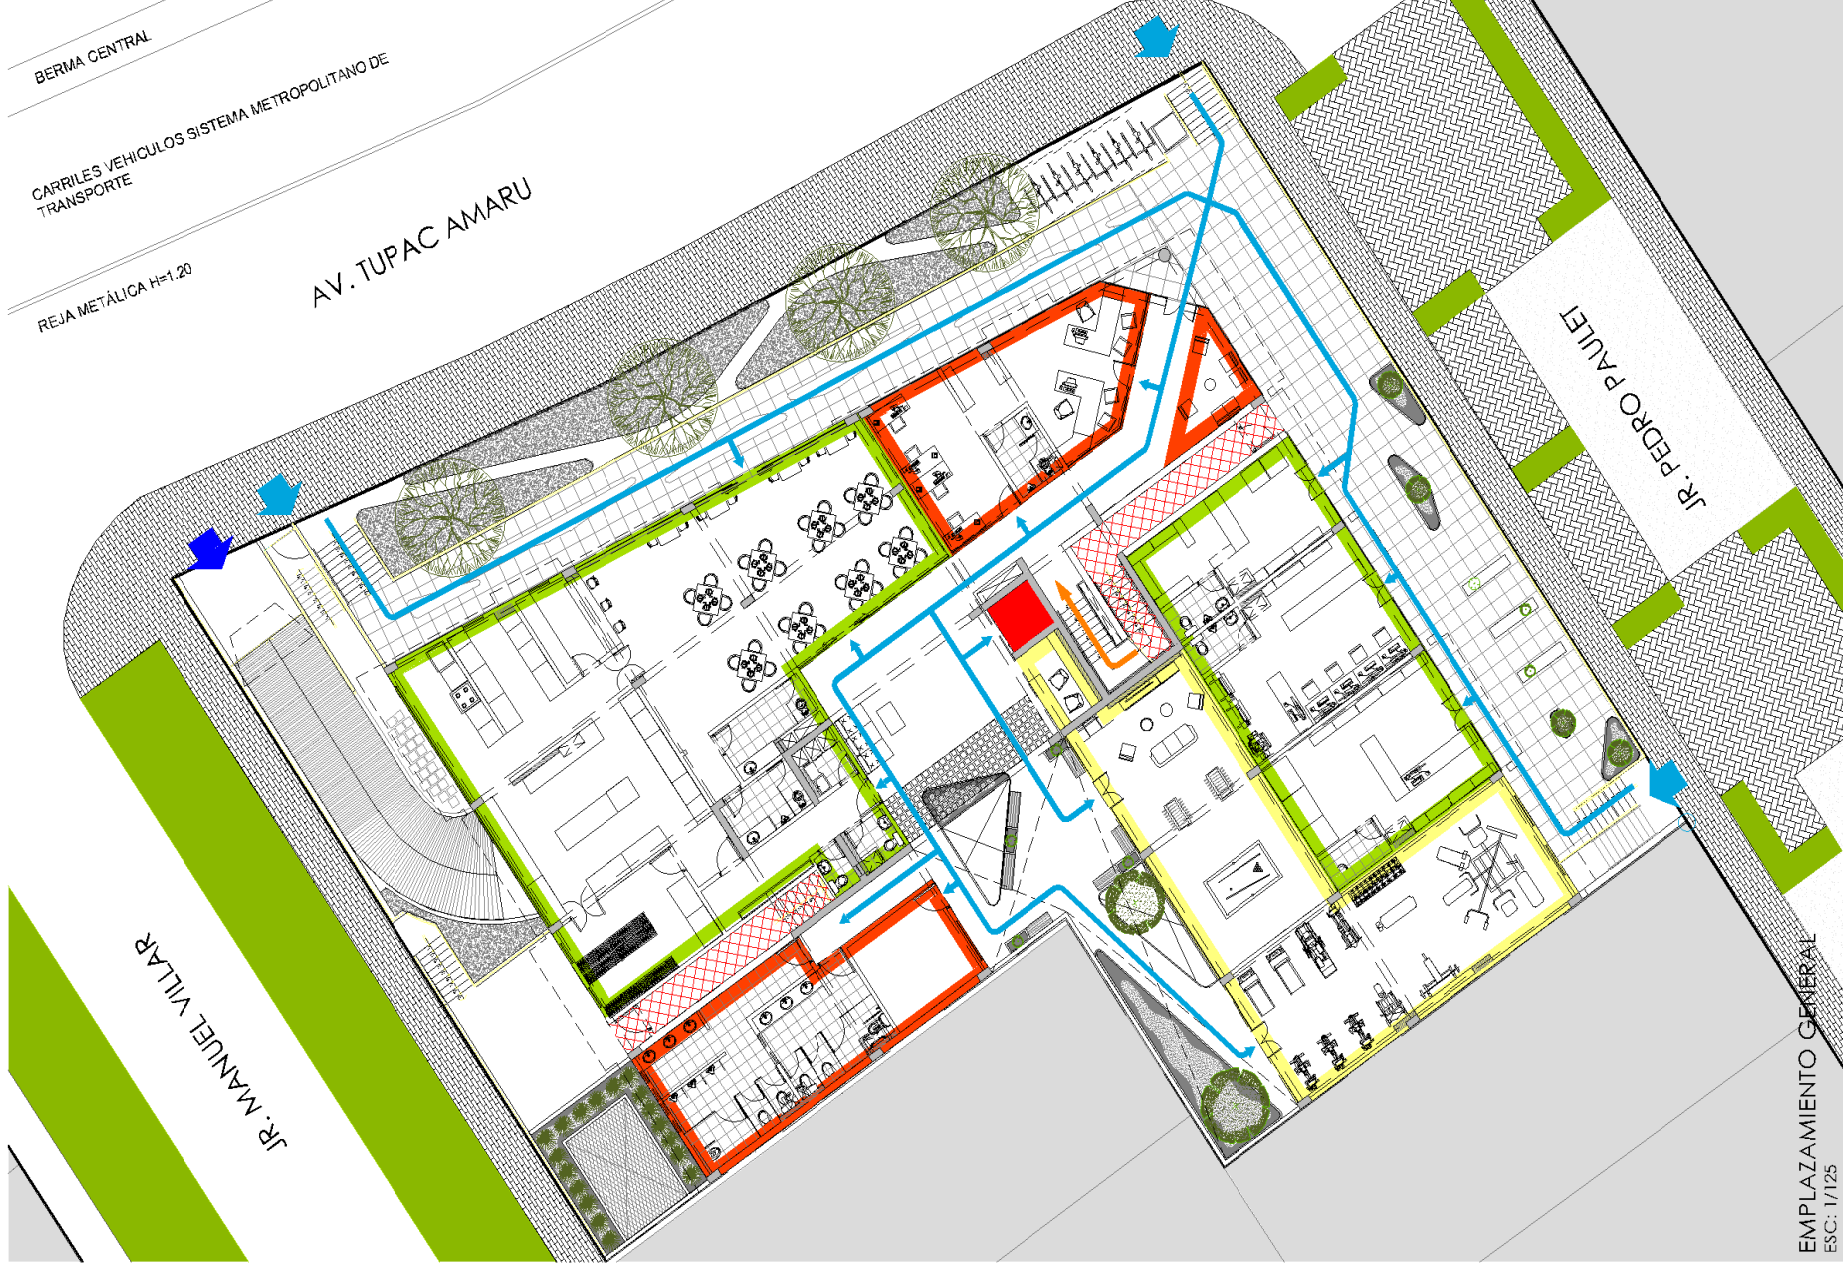 BERMA CENTRAL
CARRILES VEHICULOS SISTEMA METROPOLITANO DE
TRANSPORTE
REJA METÁLICA H=1.20
AV. TUPAC AMARU
JR. PEDRO PAULET
JR. MANUEL VILLAR
EMPLAZAMIENTO GENERAL
ESC: 1/125